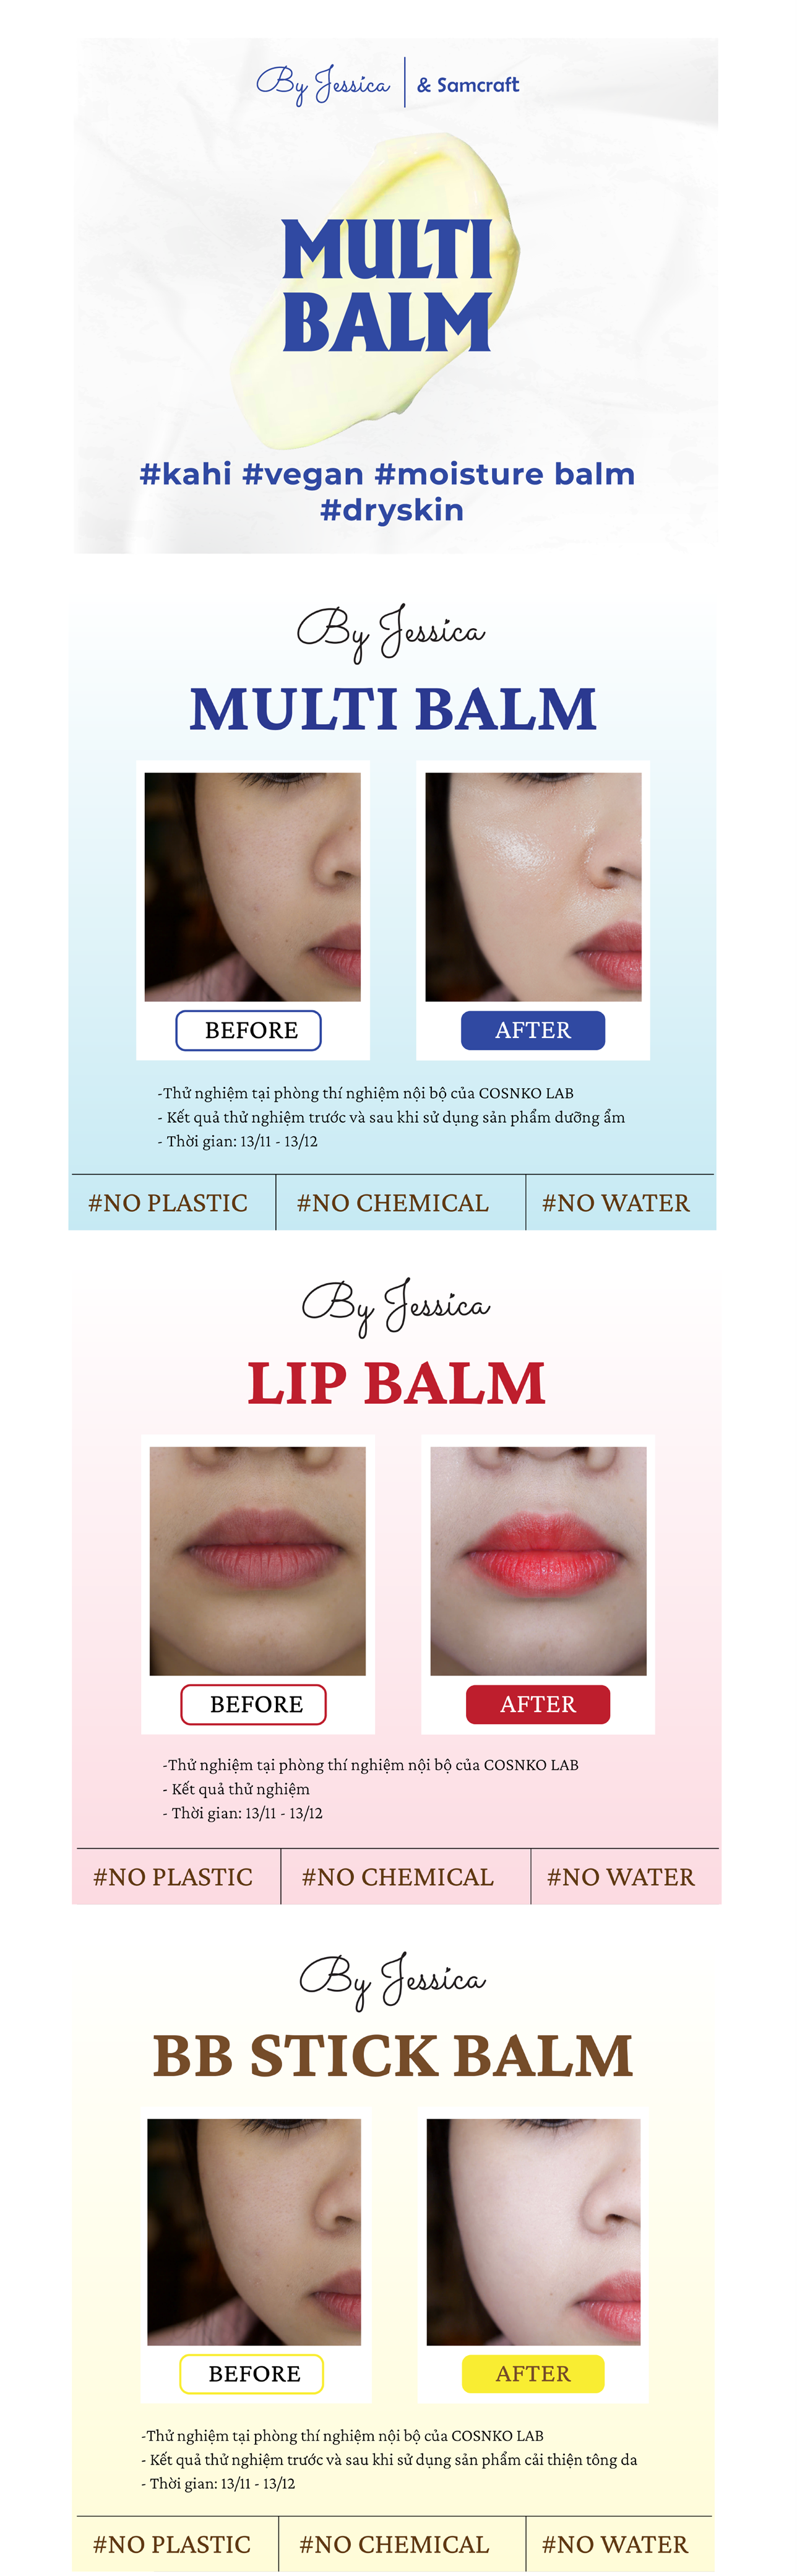 By Jessica & Samcraft
MULTI
BALM
#kahi #vegan #moisture balm
#dryskin
By Jessica
MULTI BALM
BEFORE
AFTER
-Thử nghiệm tại phòng thí nghiệm nội bộ của COSNKO LAB
- Kết quả thử nghiệm trước và sau khi sử dụng sản phẩm dưỡng ẩm
- Thời gian: 13/11 - 13/12
#NO PLASTIC
#NO CHEMICAL
#NO WATER
By Jessica
LIP BALM
BEFORE
AFTER
-Thử nghiệm tại phòng thí nghiệm nội bộ của COSNKO LAB
- Kết quả thử nghiệm
- Thời gian: 13/11 - 13/12
#NO PLASTIC
#NO CHEMICAL
#NO WATER
By Jessica
BB STICK BALM
BEFORE
AFTER
-Thử nghiệm tại phòng thí nghiệm nội bộ của COSNKO LAB
- Kết quả thử nghiệm trước và sau khi sử dụng sản phẩm cải thiện tông da
- Thời gian: 13/11 - 13/12
#NO PLASTIC
#NO CHEMICAL
#NO WATER